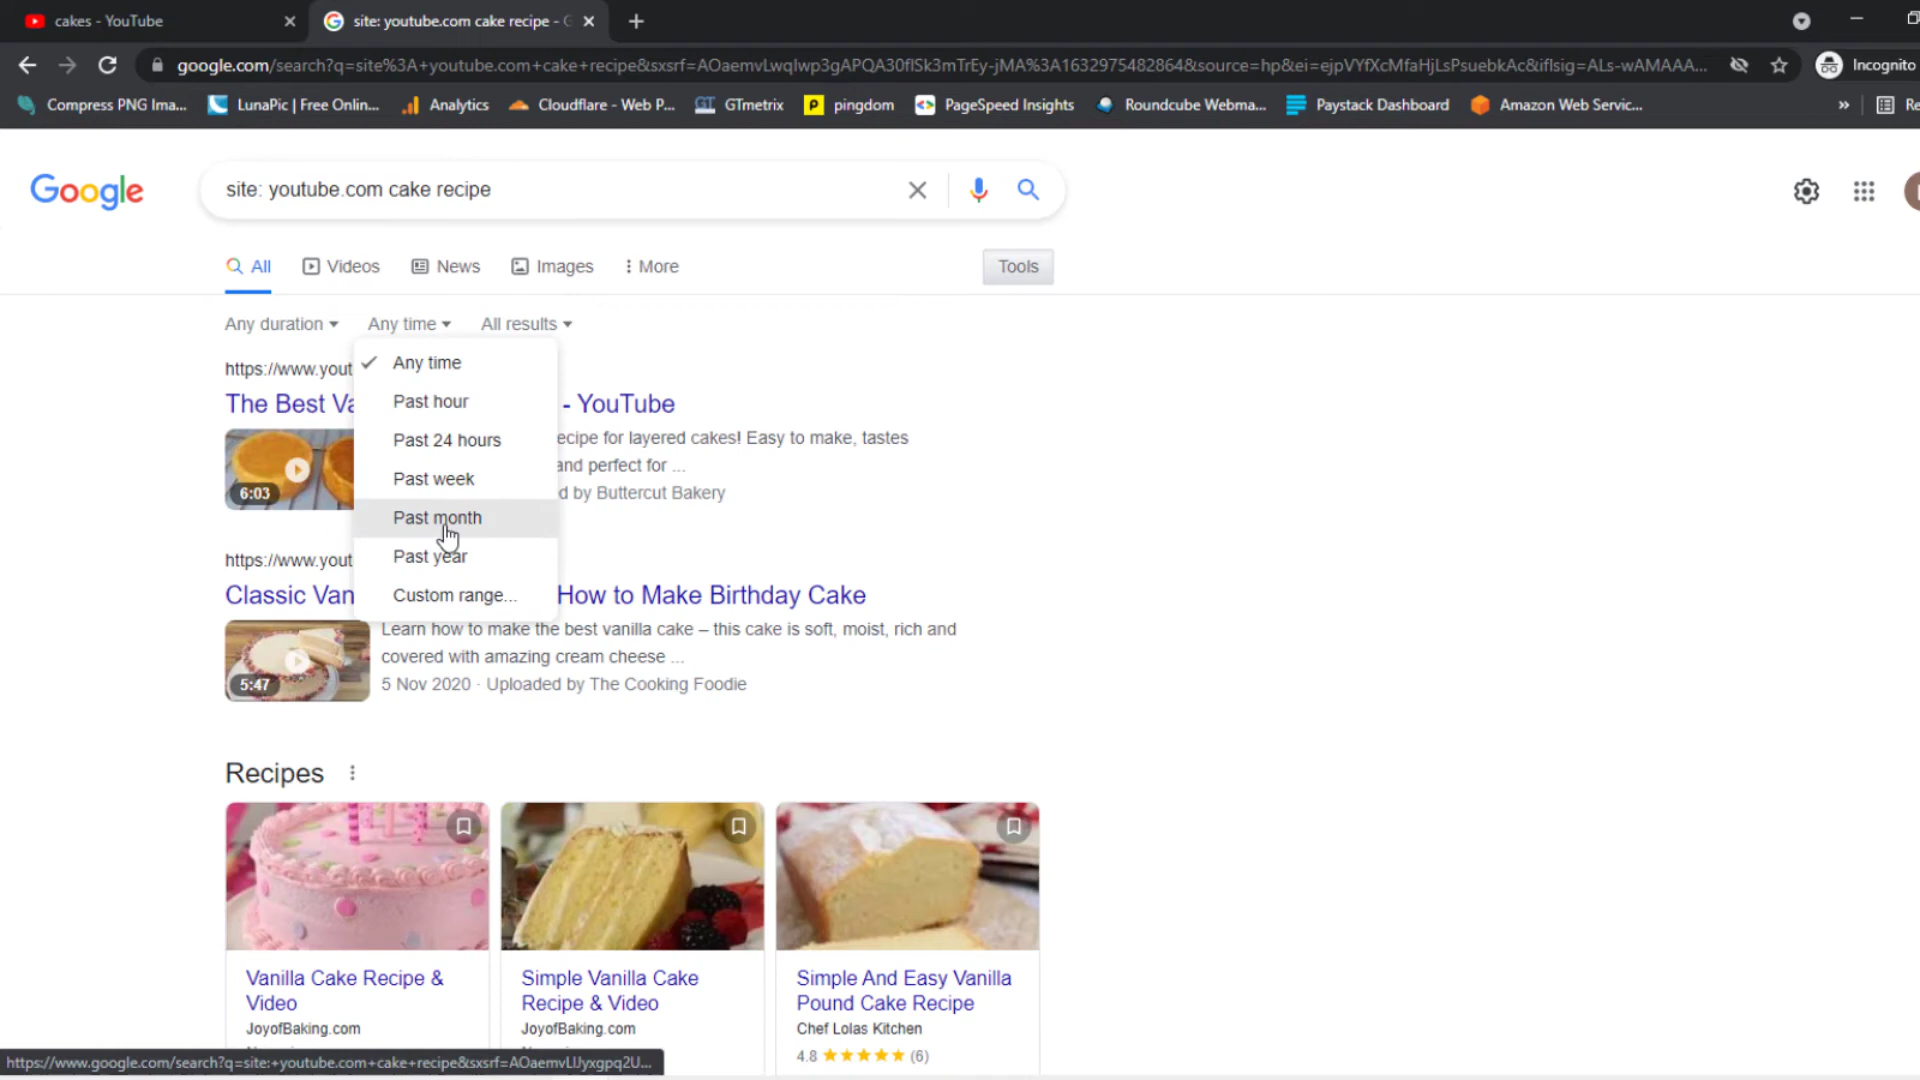 cakes - YouTube
site: youtube.com cake recipe - G
google.com/search?q=site%3A+youtube.com+cake+recipe&sxsrf=AOaemvLwqIwp3gAPQA30flSk3mTrEy-jMA%3A1632975482864&source=hp&ei=ejpVYfXcMfaHjLsPsuebkAc&iflsig=ALs-wAMAAA...
Incognito
Compress PNG Ima...
LunaPic | Free Onlin...
Analytics
Cloudflare - Web P...
GTmetrix
pingdom
PageSpeed Insights
Roundcube Webma...
Paystack Dashboard
Amazon Web Servic...
»
Re
Google
site: youtube.com cake recipe
All
Videos
News
Images
More
Tools
Any duration
Any time
All results
Any time
Past hour
Past 24 hours
Past week
Past month
Past year
Custom range...
https://www.yout
The Best Va
- YouTube
ecipe for layered cakes! Easy to make, tastes
and perfect for ...
d by Buttercut Bakery
6:03
https://www.yout
Classic Van
How to Make Birthday Cake
Learn how to make the best vanilla cake – this cake is soft, moist, rich and
covered with amazing cream cheese ...
5 Nov 2020 · Uploaded by The Cooking Foodie
5:47
Recipes
Vanilla Cake Recipe &
Video
JoyofBaking.com
Simple Vanilla Cake
Recipe & Video
JoyofBaking.com
Simple And Easy Vanilla
Pound Cake Recipe
Chef Lolas Kitchen
4.8
(6)
https://www.google.com/search?q=site:+youtube.com+cake+recipe&sxsrf=AOaemvLIJyxgpq2U...